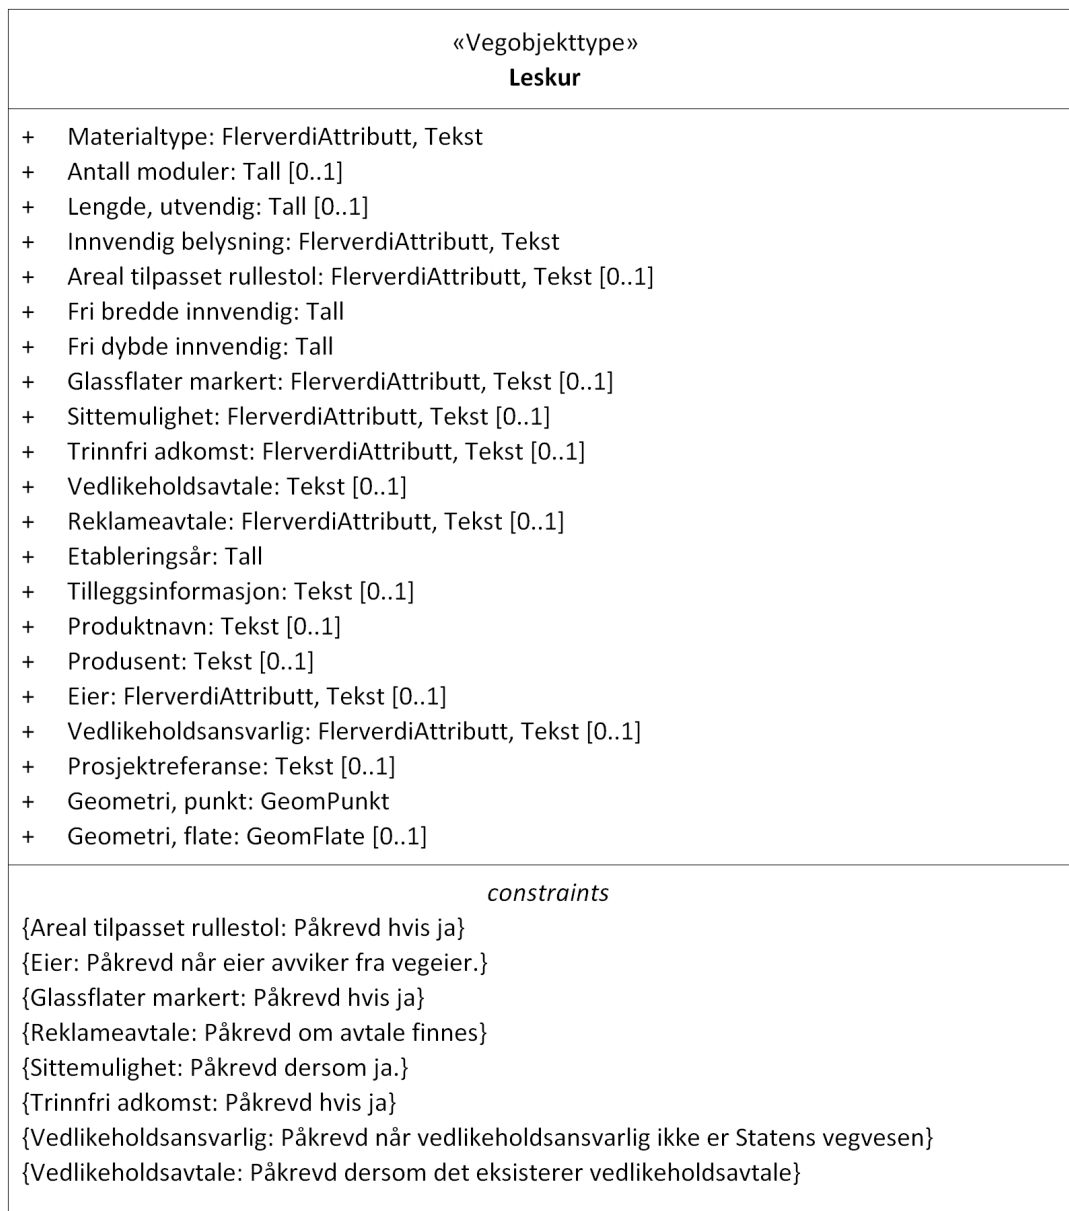 «Vegobjekttype»
Leskur
+ Materialtype: FlerverdiAttributt, Tekst
+ Antall moduler: Tall [0..1]
+ Lengde, utvendig: Tall [0..1]
+ Innvendig belysning: FlerverdiAttributt, Tekst
+ Areal tilpasset rullestol: FlerverdiAttributt, Tekst [0..1]
+ Fri bredde innvendig: Tall
+ Fri dybde innvendig: Tall
+ Glassflater markert: FlerverdiAttributt, Tekst [0..1]
+ Sittemulighet: FlerverdiAttributt, Tekst [0..1]
+ Trinnfri adkomst: FlerverdiAttributt, Tekst [0..1]
+ Vedlikeholdsavtale: Tekst [0..1]
+ Reklameavtale: FlerverdiAttributt, Tekst [0..1]
+ Etableringsår: Tall
+ Tilleggsinformasjon: Tekst [0..1]
+ Produktnavn: Tekst [0..1]
+ Produsent: Tekst [0..1]
+ Eier: FlerverdiAttributt, Tekst [0..1]
+ Vedlikeholdsansvarlig: FlerverdiAttributt, Tekst [0..1]
+ Prosjektreferanse: Tekst [0..1]
+ Geometri, punkt: GeomPunkt
+ Geometri, flate: GeomFlate [0..1]
constraints
{Areal tilpasset rullestol: Påkrevd hvis ja}
{Eier: Påkrevd når eier avviker fra vegeier.}
{Glassflater markert: Påkrevd hvis ja}
{Reklameavtale: Påkrevd om avtale finnes}
{Sittemulighet: Påkrevd dersom ja.}
{Trinnfri adkomst: Påkrevd hvis ja}
{Vedlikeholdsansvarlig: Påkrevd når vedlikeholdsansvarlig ikke er Statens vegvesen}
{Vedlikeholdsavtale: Påkrevd dersom det eksisterer vedlikeholdsavtale}